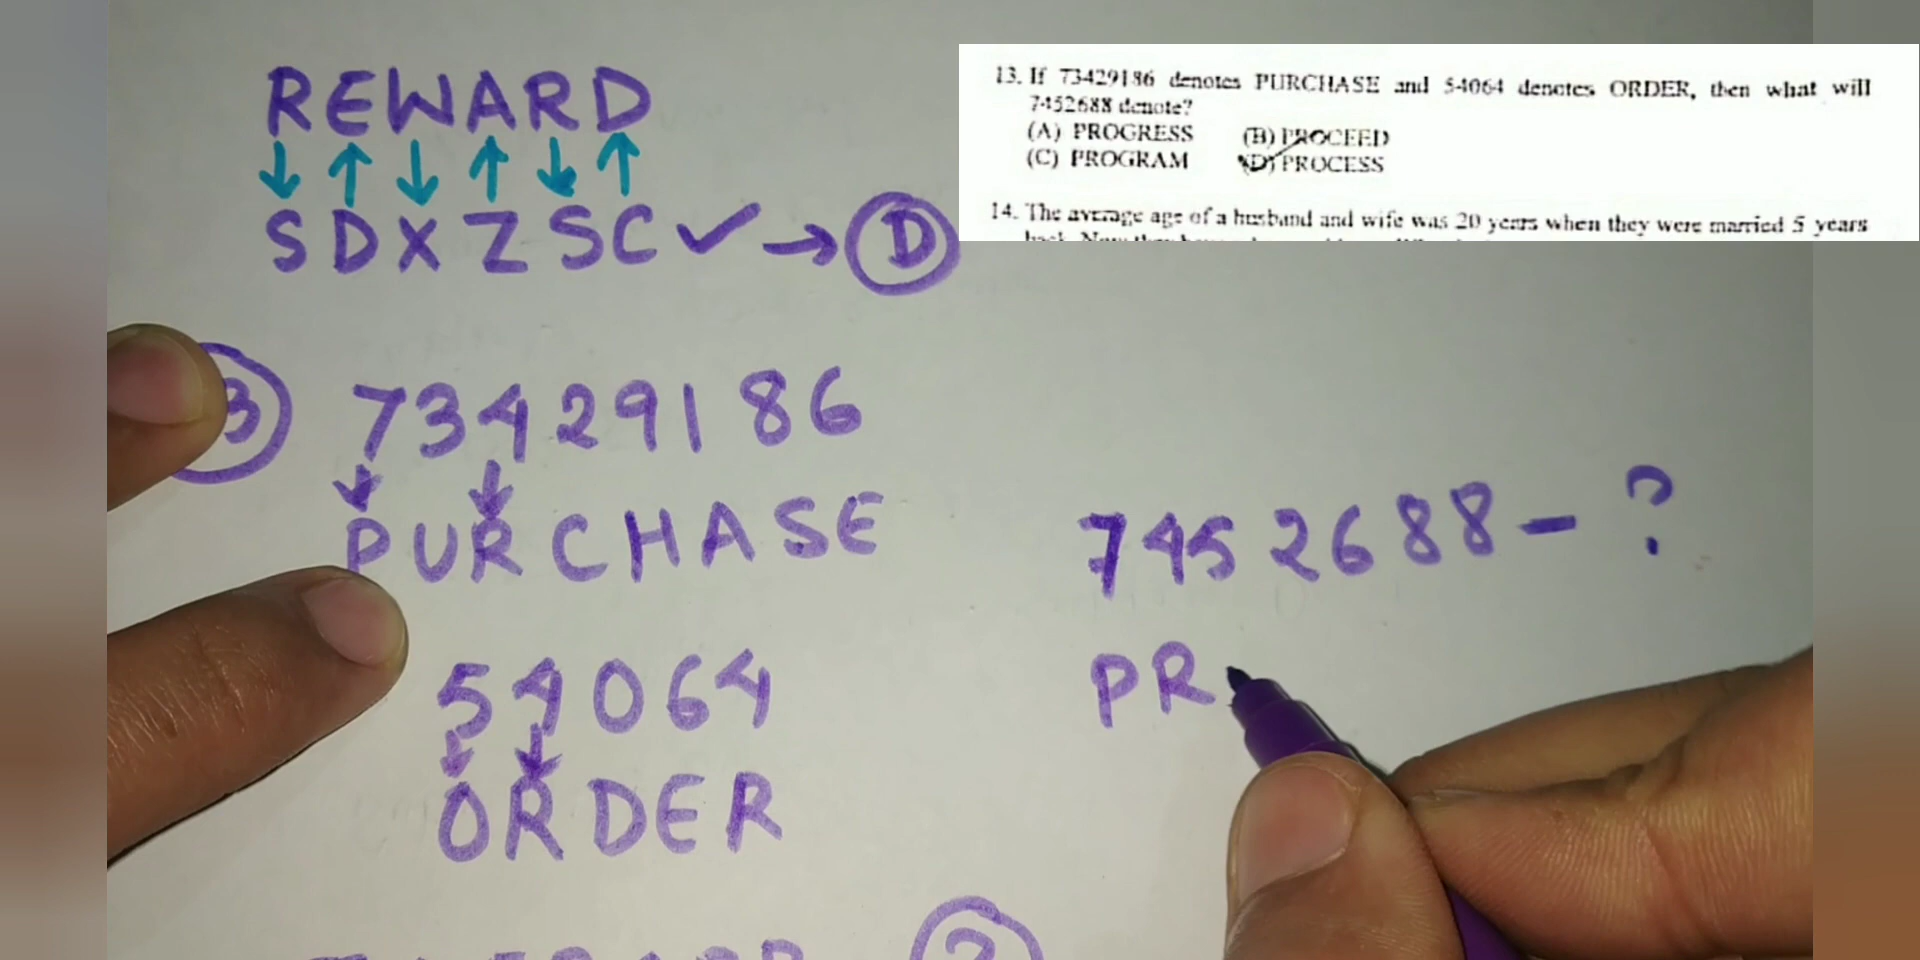 REWARD
SDXZSC
D
13. If 73429186 denotes PURCHASE and 54064 denotes ORDER, then what will
7452688 denote?
(A) PROGRESS (B) PROCEED
(C) PROGRAM (D) PROCESS
14. The average age of a husband and wife was 20 years when they were married 5 years
3 73429186
PURCHASE
7452688 - ?
PR
54064
ORDER